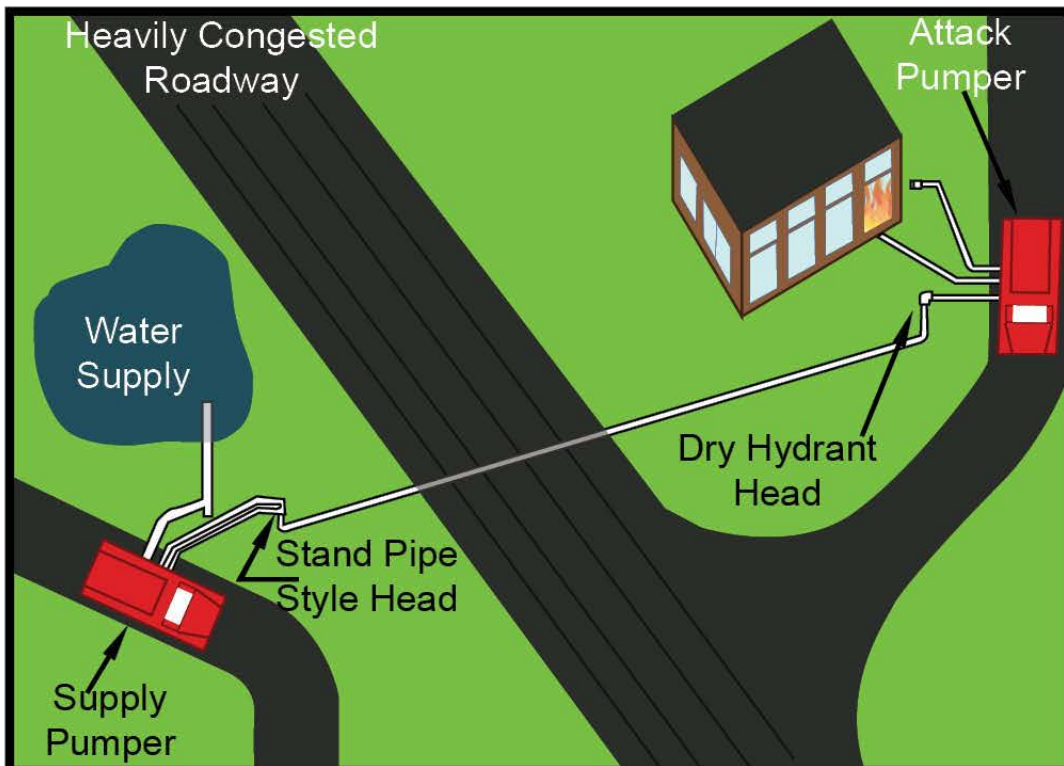 Heavily Congested
Roadway
Attack
Pumper
Water
Supply
Dry Hydrant
Head
Stand Pipe
Style Head
Supply
Pumper